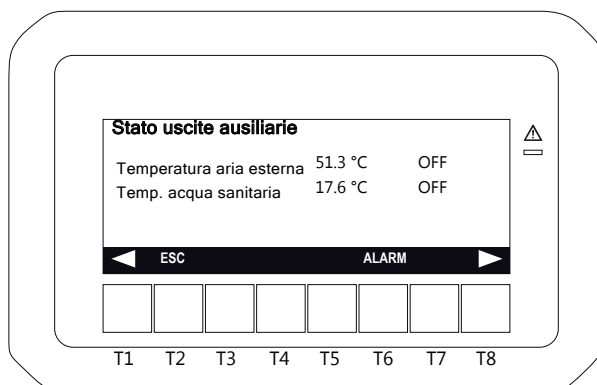 Stato uscite ausiliarie
Temperatura aria esterna 51.3 °C OFF
Temp. acqua sanitaria 17.6 °C OFF
ESC ALARM
T1 T2 T3 T4 T5 T6 T7 T8